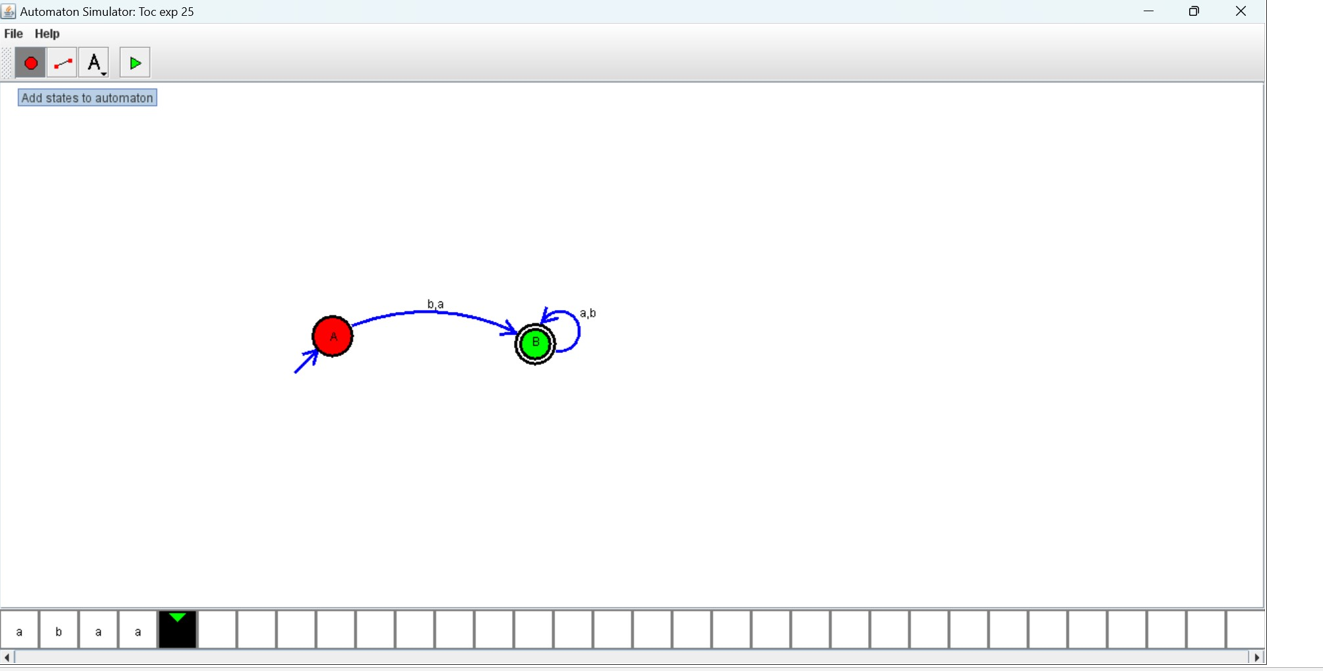 Automaton Simulator: Toc exp 25
File Help
A
Add states to automaton
b,a
a,b
A
B
a b a a